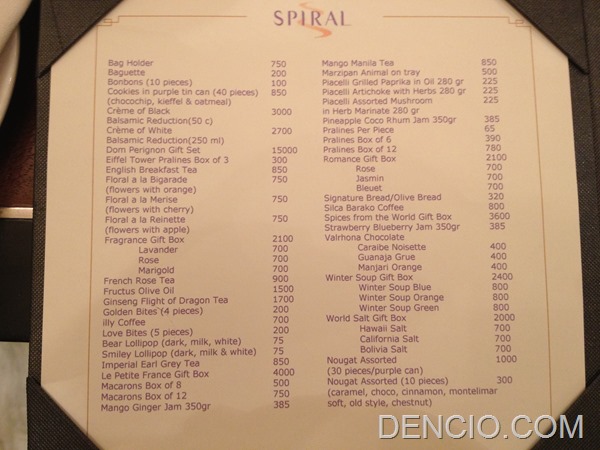 SPIRAL
Bag Holder 750
Baguette 200
Bonbons (10 pieces) 100
Cookies in purple tin can (40 pieces) 850
(chocochip, kieffel & oatmeal)
Crème of Black 3000
Balsamic Reduction(50 c)
Crème of White 2700
Balsamic Reduction(250 ml)
Dom Perignon Gift Set 15000
Eiffel Tower Pralines Box of 3 300
English Breakfast Tea 850
Floral a la Bigarade 750
(flowers with orange)
Floral a la Merise 750
(flowers with cherry)
Floral a la Reinette 750
(flowers with apple)
Fragrance Gift Box 2100
Lavander 700
Rose 700
Marigold 700
French Rose Tea 900
Fructus Olive Oil 1500
Ginseng Flight of Dragon Tea 1700
Golden Bites (4 pieces) 200
illy Coffee 700
Love Bites (5 pieces) 200
Bear Lollipop (dark, milk, white) 75
Smiley Lollipop (dark, milk & white) 75
Imperial Earl Grey Tea 850
Le Petite France Gift Box 4000
Macarons Box of 8 500
Macarons Box of 12 750
Mango Ginger Jam 350gr 385
Mango Manila Tea 850
Marzipan Animal on tray 500
Piacelli Grilled Paprika in Oil 280 gr 225
Piacelli Artichoke with Herbs 280 gr 225
Piacelli Assorted Mushroom 225
in Herb Marinate 280 gr
Pineapple Coco Rhum Jam 350gr 385
Pralines Per Piece 65
Pralines Box of 6 390
Pralines Box of 12 780
Romance Gift Box 2100
Rose 700
Jasmin 700
Bleuet 700
Signature Bread/Olive Bread 320
Silca Barako Coffee 800
Spices from the World Gift Box 3600
Strawberry Blueberry Jam 350gr 385
Valrhona Chocolate
Caraibe Noisette 400
Guanaja Grue 400
Manjari Orange 400
Winter Soup Gift Box 2400
Winter Soup Blue 800
Winter Soup Orange 800
Winter Soup Green 800
World Salt Gift Box 2000
Hawaii Salt 700
California Salt 700
Bolivia Salt 700
Nougat Assorted 1000
(30 pieces/purple can)
Nougat Assorted (10 pieces) 300
(caramel, choco, cinnamon, montelimar
soft, old style, chestnut)
DENCIO.COM